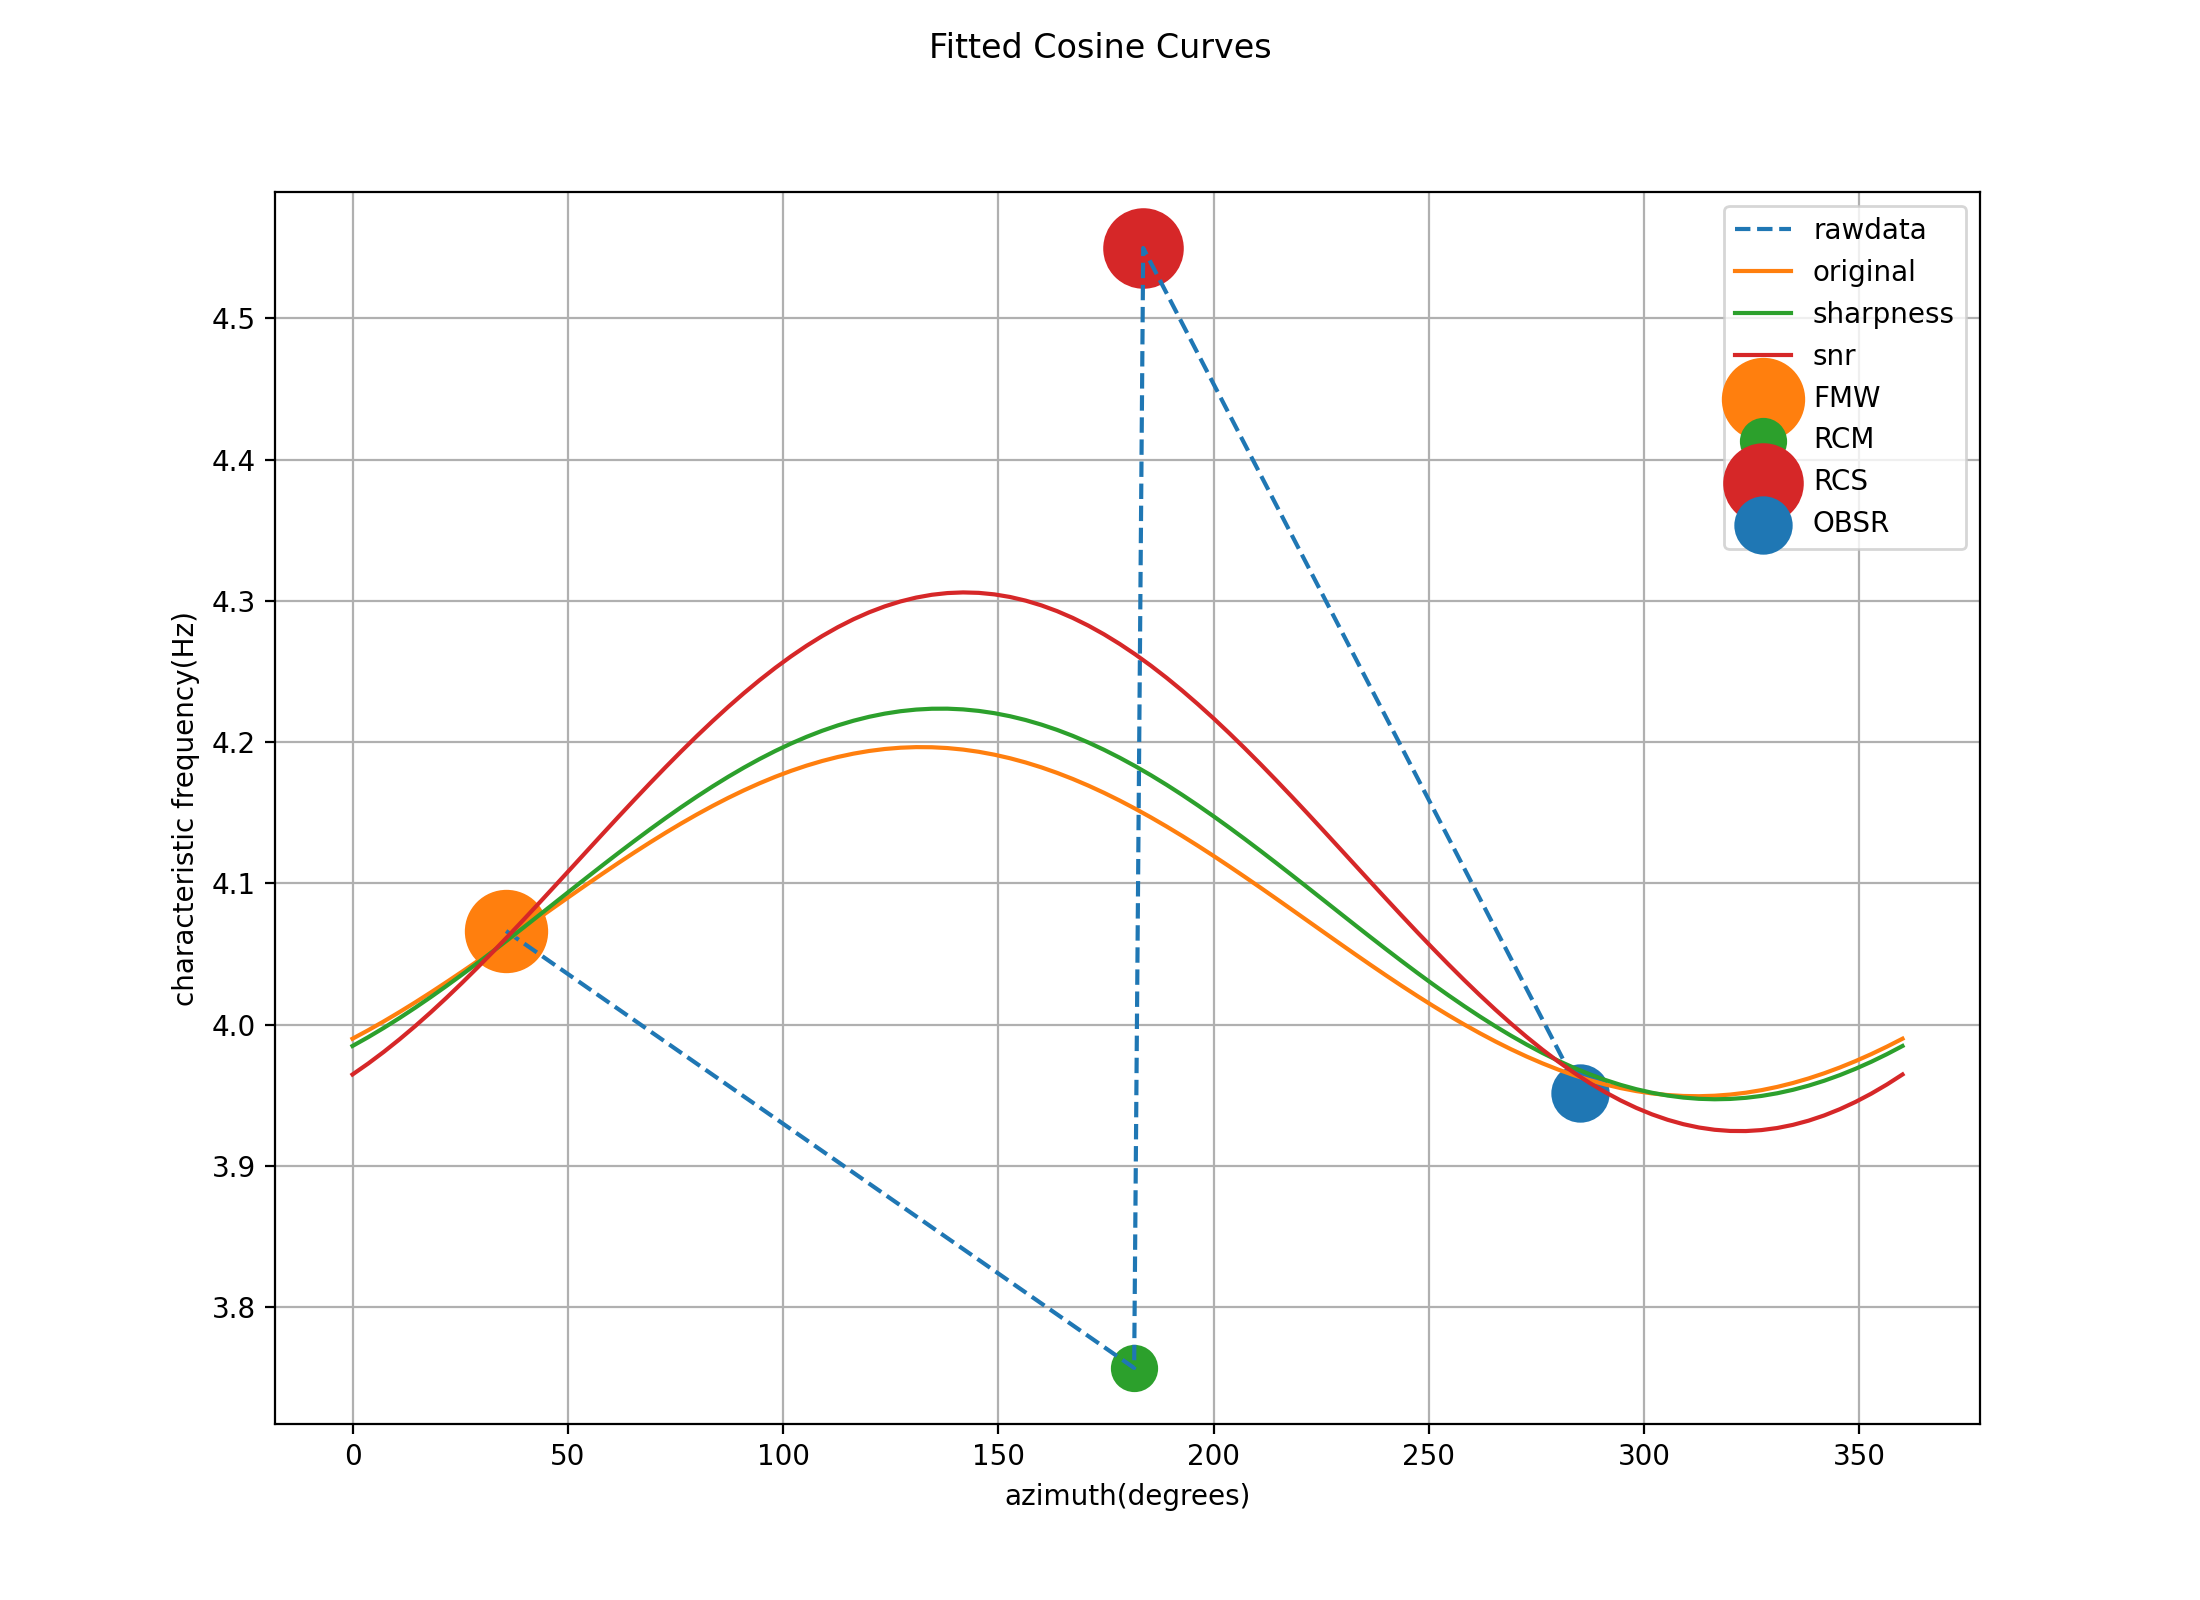 Fitted Cosine Curves
rawdata
original
sharpness
snr
FMW
RCM
RCS
OBSR
characteristic frequency(Hz)
4.5
4.4
4.3
4.2
4.1
4.0
3.9
3.8
0 50 100 150 200 250 300 350
azimuth(degrees)